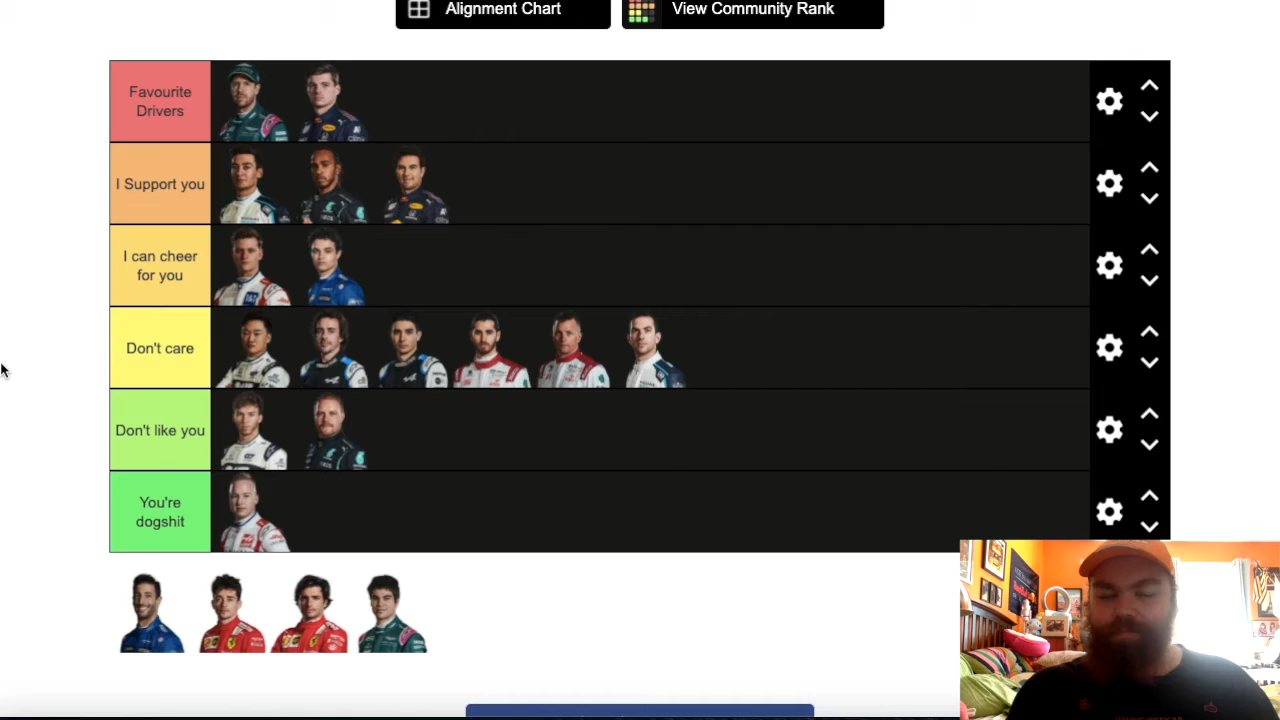 Alignment Chart
View Community Rank
Favourite
Drivers
I Support you
I can cheer
for you
Don't care
Don't like you
You're
dogshit